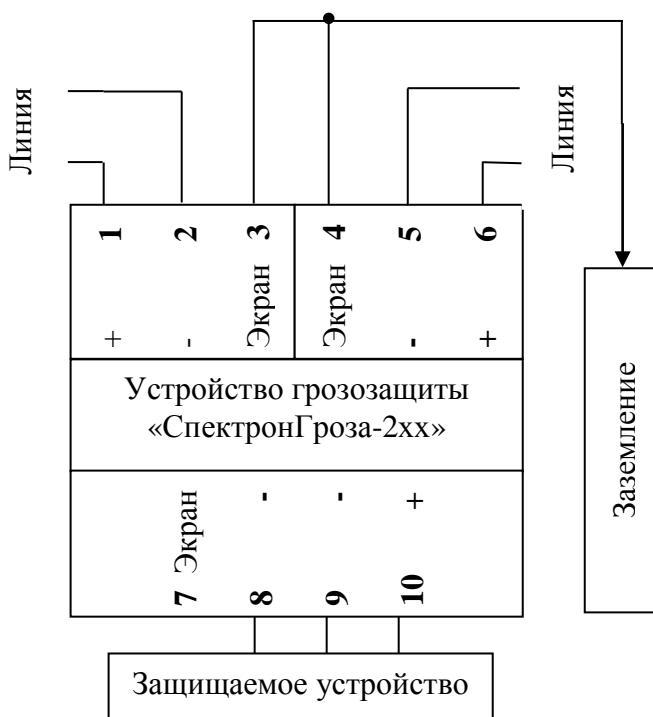 Линия
Линия
1 2 3 4 5 6
+ - Экран Экран - +
Устройство грозозащиты
«СпектронГроза-2хх»
Экран - - +
7 8 9 10
Заземление
Защищаемое устройство